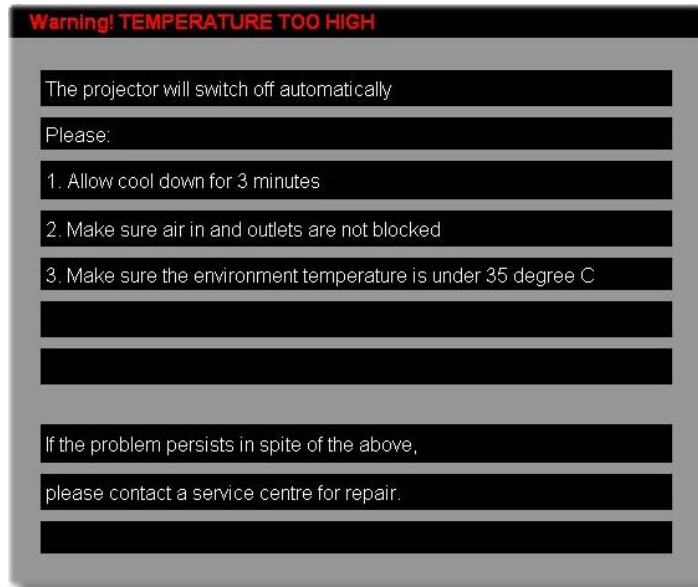 Warning! TEMPERATURE TOO HIGH
The projector will switch off automatically
Please:
1. Allow cool down for 3 minutes
2. Make sure air in and outlets are not blocked
3. Make sure the environment temperature is under 35 degree C
If the problem persists in spite of the above,
please contact a service centre for repair.